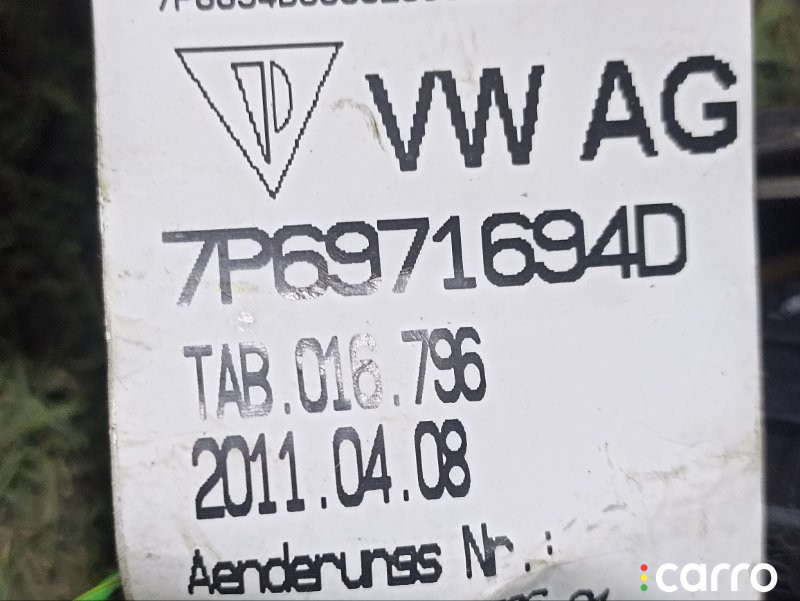 VW AG
7P6971694D
TAB.016.796
2011.04.08
Aenderungs Nr.:
carro